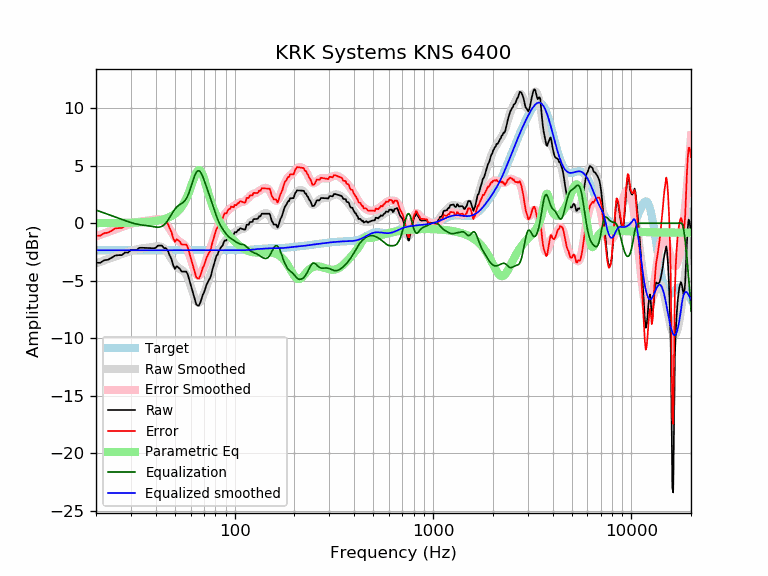 KRK Systems KNS 6400
Amplitude (dBr)
10
5
0
−5
−10
−15
−20
−25
Target
Raw Smoothed
Error Smoothed
Raw
Error
Parametric Eq
Equalization
Equalized smoothed
100
1000
10000
Frequency (Hz)